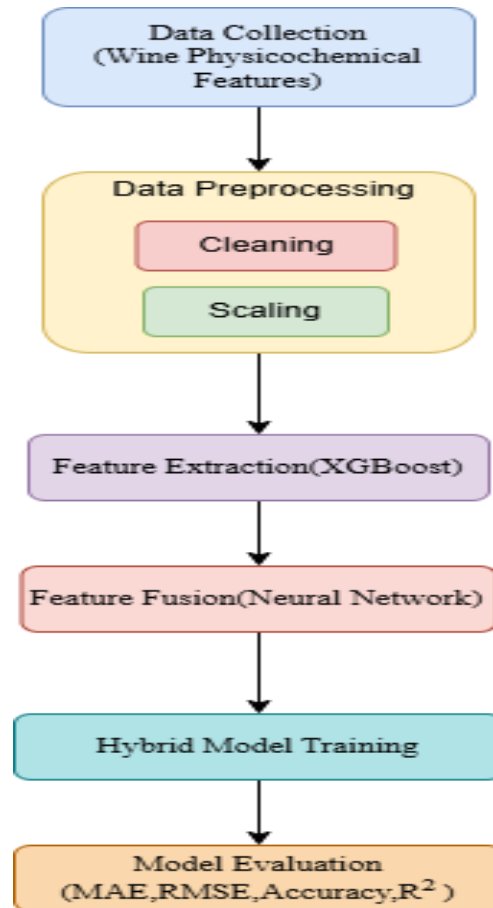 Data Collection
(Wine Physicochemical
Features)
Data Preprocessing
Cleaning
Scaling
Feature Extraction(XGBoost)
Feature Fusion(Neural Network)
Hybrid Model Training
Model Evaluation
(MAE,RMSE,Accuracy,R² )